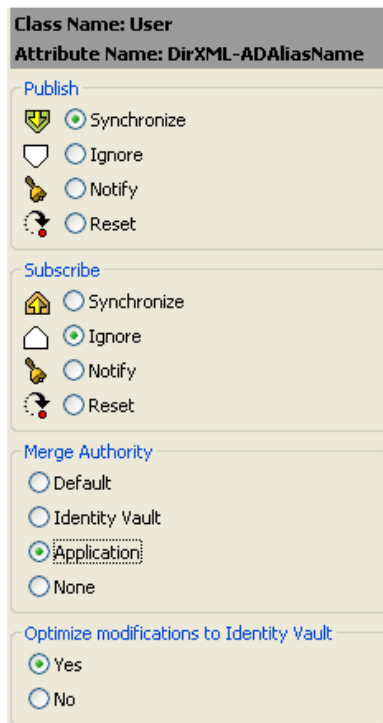 Class Name: User
Attribute Name: DirXML-ADAliasName
Publish
Synchronize
Ignore
Notify
Reset
Subscribe
Synchronize
Ignore
Notify
Reset
Merge Authority
Default
Identity Vault
Application
None
Optimize modifications to Identity Vault
Yes
No